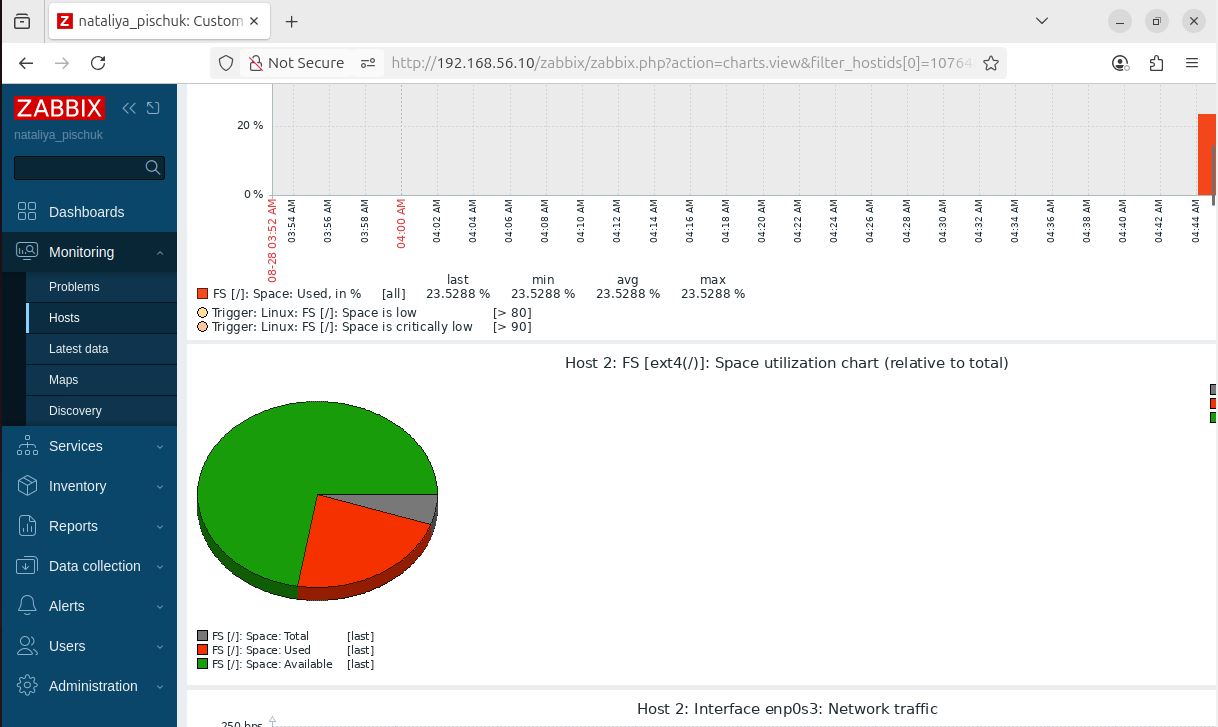 nataliya_pischuk: Custom
Not Secure
http://192.168.56.10/zabbix/zabbix.php?action=charts.view&filter_hostids[0]=10764
ZABBIX
nataliya_pischuk
Dashboards
Monitoring
Problems
Hosts
Latest data
Maps
Discovery
Services
Inventory
Reports
Data collection
Alerts
Users
Administration
20 %
0 %
08-28 03:52 AM
03:54 AM
03:56 AM
03:58 AM
04:00 AM
04:02 AM
04:04 AM
04:06 AM
04:08 AM
04:10 AM
04:12 AM
04:14 AM
04:16 AM
04:18 AM
04:20 AM
04:22 AM
04:24 AM
04:26 AM
04:28 AM
04:30 AM
04:32 AM
04:34 AM
04:36 AM
04:38 AM
04:40 AM
04:42 AM
04:44 AM
last min avg max
FS [/]: Space: Used, in % [all] 23.5288 % 23.5288 % 23.5288 % 23.5288 %
Trigger: Linux: FS [/]: Space is low [> 80]
Trigger: Linux: FS [/]: Space is critically low [> 90]
Host 2: FS [ext4(/)]: Space utilization chart (relative to total)
FS [/]: Space: Total [last]
FS [/]: Space: Used [last]
FS [/]: Space: Available [last]
Host 2: Interface enp0s3: Network traffic
250 bps